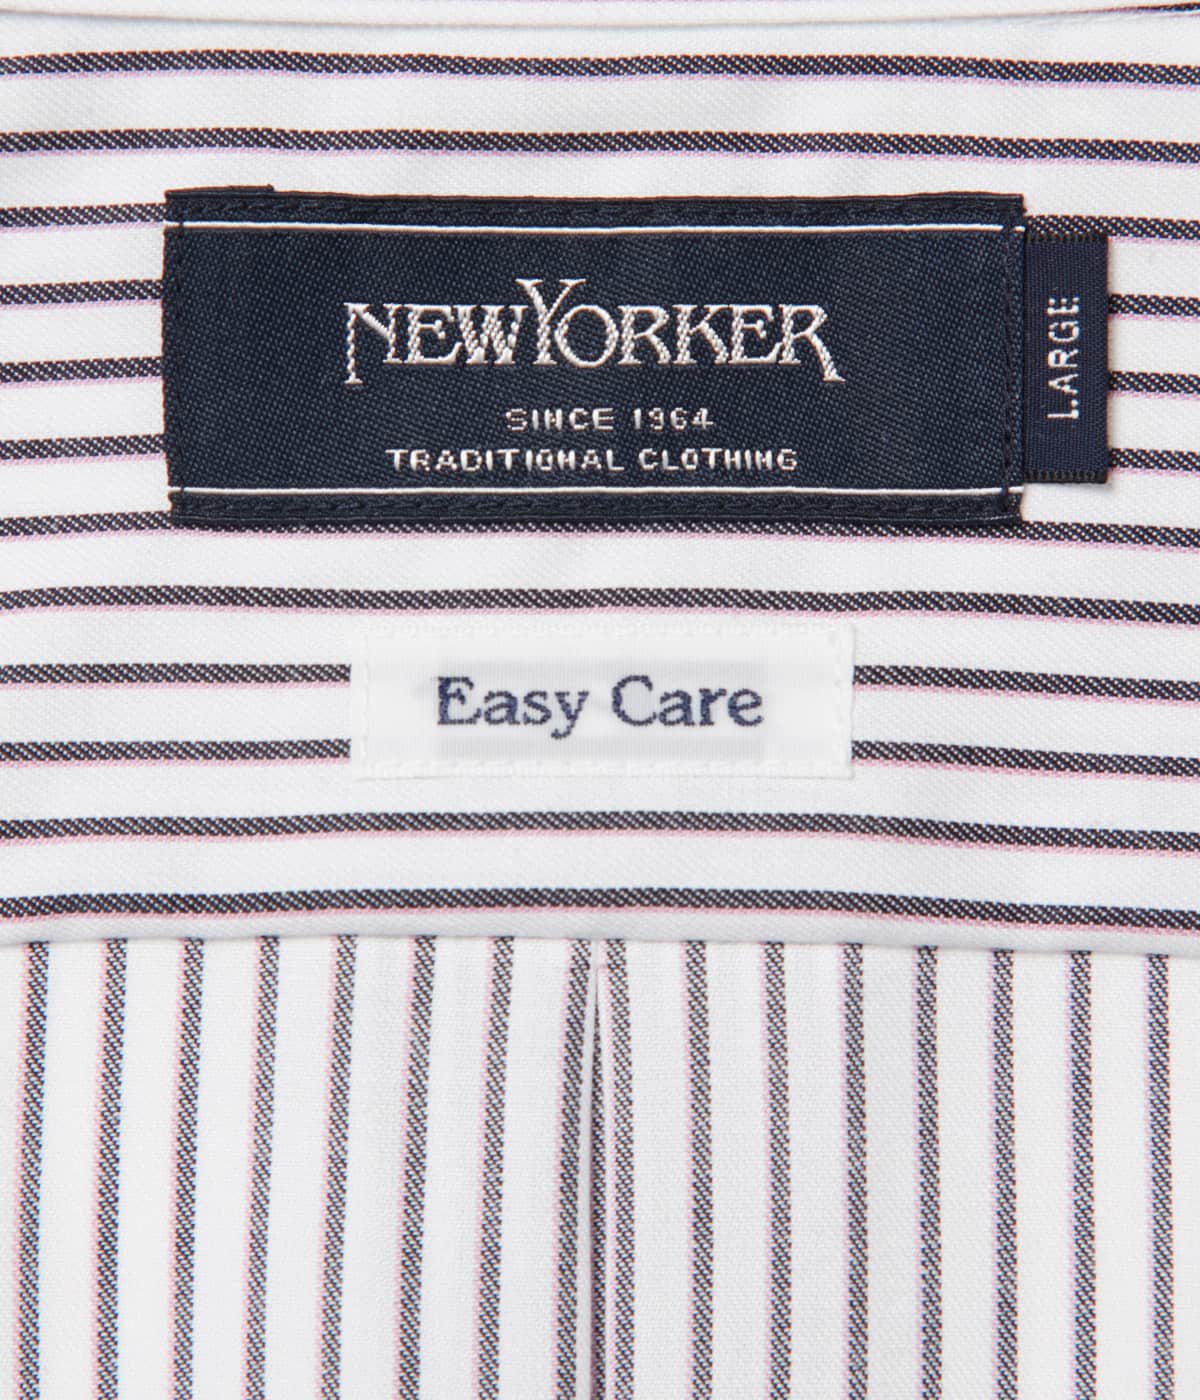 NEWYORKER
SINCE 1964
TRADITIONAL CLOTHING
LARGE
Easy Care